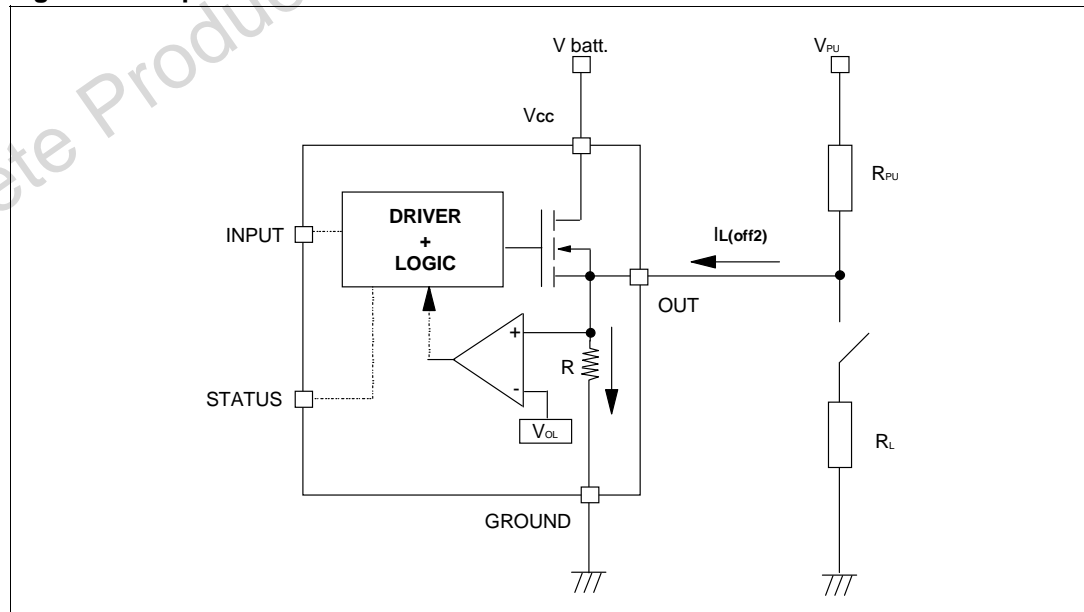 V batt.
VPU
Vcc
RPU
DRIVER
+
LOGIC
INPUT
IL(off2)
OUT
+
R
-
STATUS
VOL
RL
GROUND